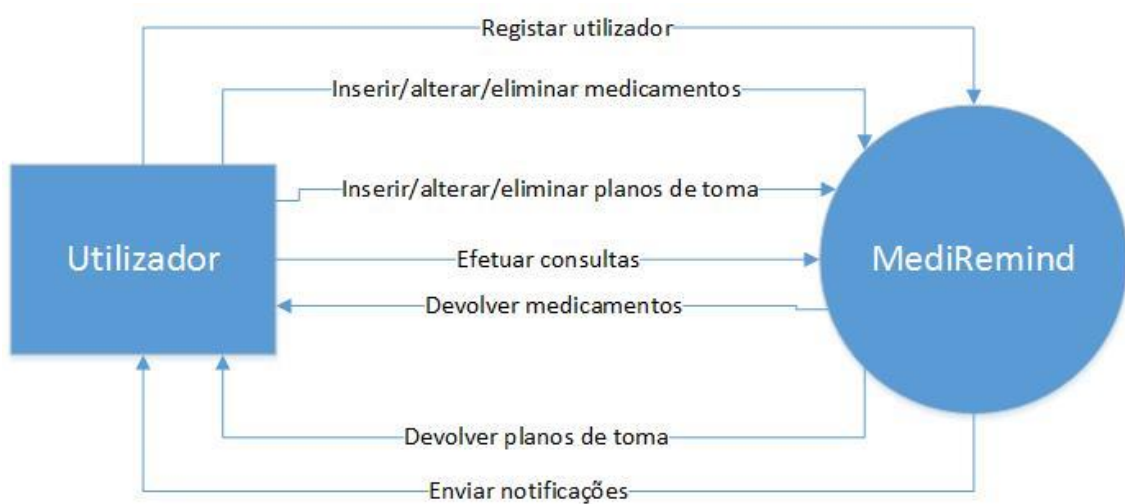 Registar utilizador
Inserir/alterar/eliminar medicamentos
Inserir/alterar/eliminar planos de toma
Utilizador
Efetuar consultas
MediRemind
Devolver medicamentos
Devolver planos de toma
Enviar notificações